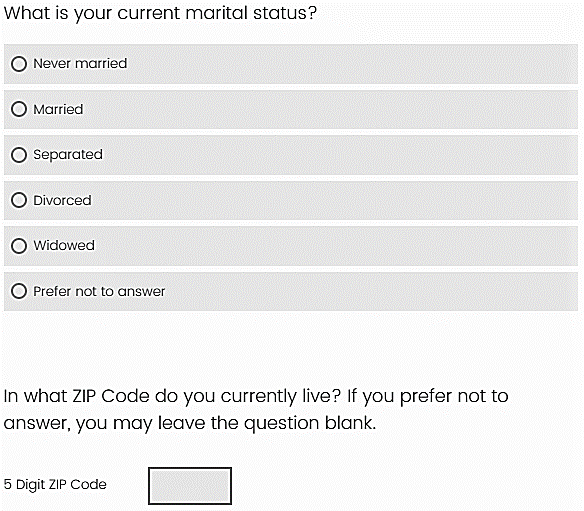 What is your current marital status?
Never married
Married
Separated
Divorced
Widowed
Prefer not to answer
In what ZIP Code do you currently live? If you prefer not to
answer, you may leave the question blank.
5 Digit ZIP Code